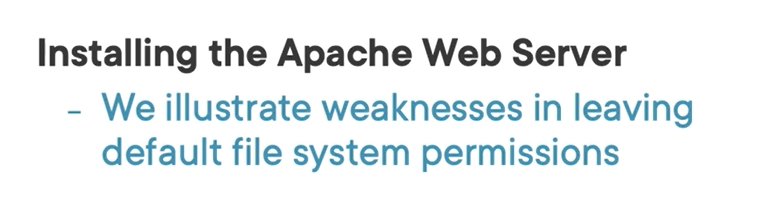 Installing the Apache Web Server
– We illustrate weaknesses in leaving
default file system permissions